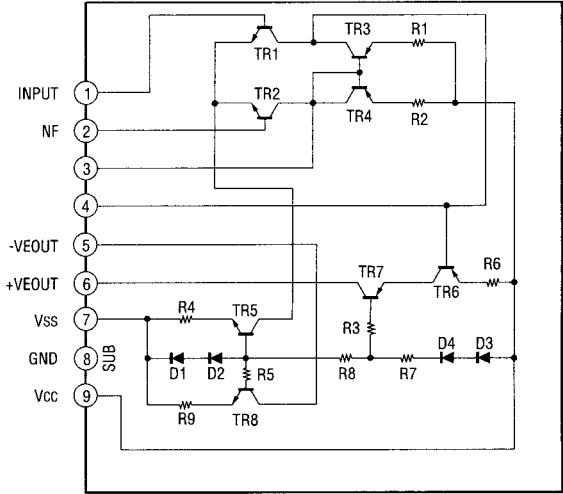 TR1
TR3
R1
INPUT 1
TR2
TR4
R2
NF 2
3
4
-VEOUT 5
+VEOUT 6
TR7
TR6
R6
Vss 7
R4
TR5
R3
GND 8
SUB
D1
D2
R5
R8
R7
D4
D3
Vcc 9
R9
TR8